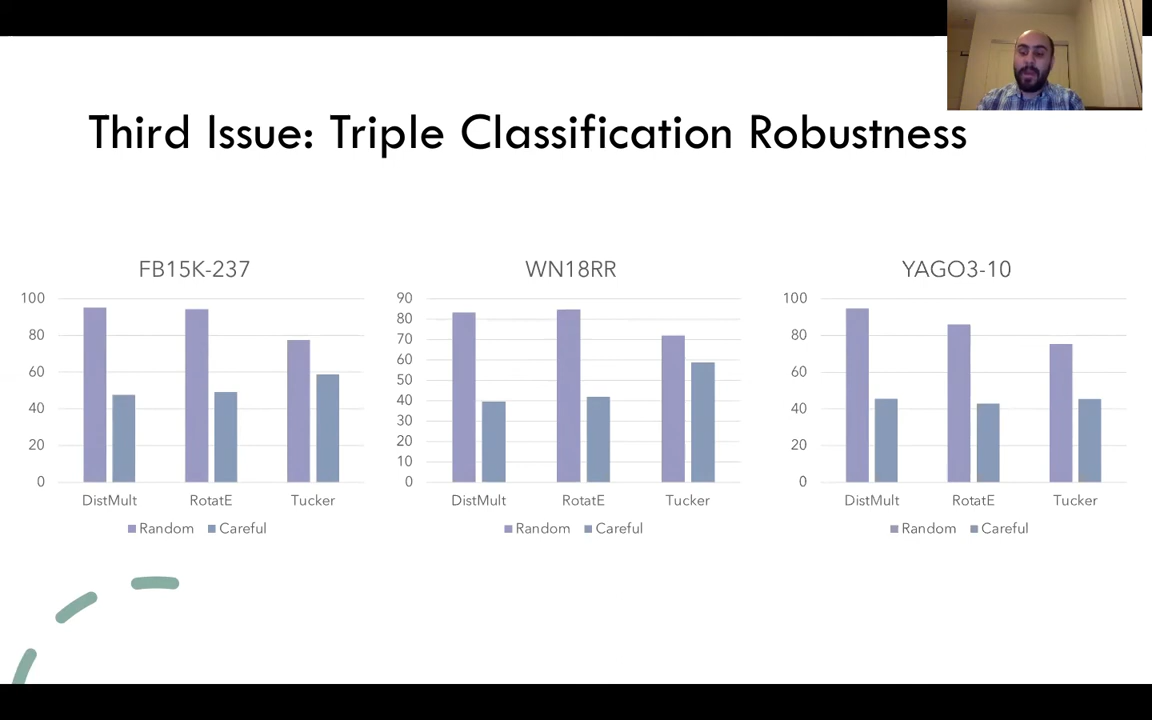 Third Issue: Triple Classification Robustness
FB15K-237
100
80
60
40
20
0
DistMult RotatE Tucker
Random Careful
WN18RR
90
80
70
60
50
40
30
20
10
0
DistMult RotatE Tucker
Random Careful
YAGO3-10
100
80
60
40
20
0
DistMult RotatE Tucker
Random Careful